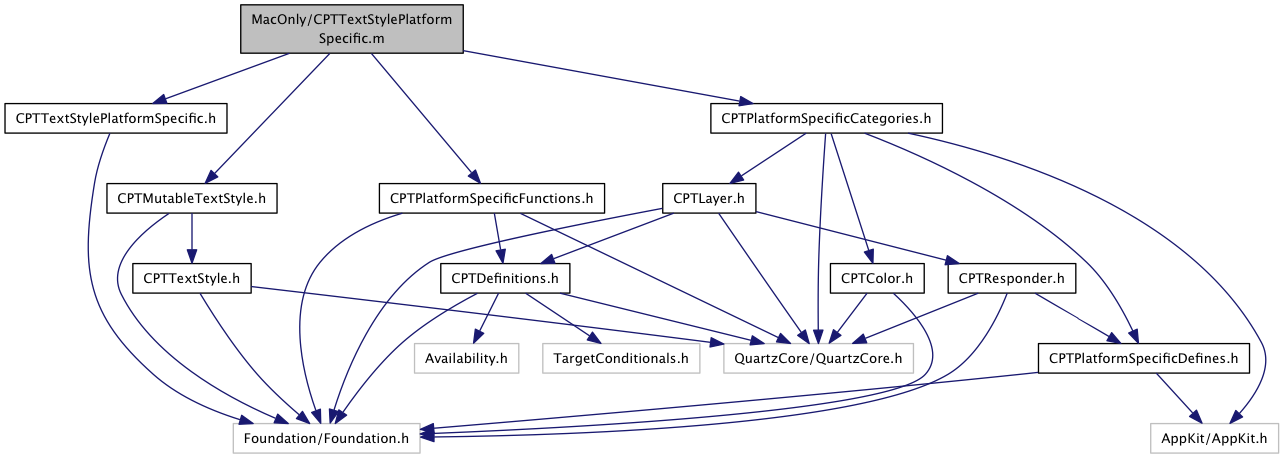 MacOnly/CPTTextStylePlatform
Specific.m
CPTTextStylePlatformSpecific.h
CPTPlatformSpecificCategories.h
CPTMutableTextStyle.h
CPTPlatformSpecificFunctions.h
CPTLayer.h
CPTTextStyle.h
CPTDefinitions.h
CPTColor.h
CPTResponder.h
Availability.h
TargetConditionals.h
QuartzCore/QuartzCore.h
CPTPlatformSpecificDefines.h
Foundation/Foundation.h
AppKit/AppKit.h